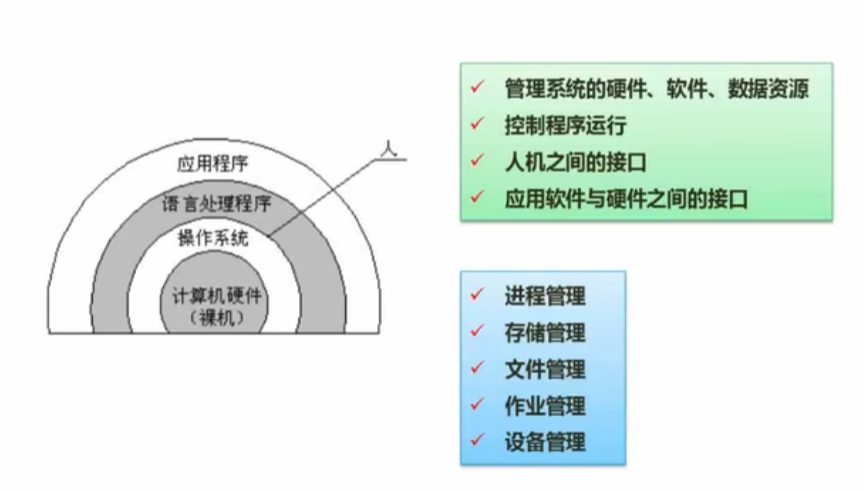 应用程序
语言处理程序
操作系统
计算机硬件
（裸机）
人
管理系统的硬件、软件、数据资源
控制程序运行
人机之间的接口
应用软件与硬件之间的接口
进程管理
存储管理
文件管理
作业管理
设备管理